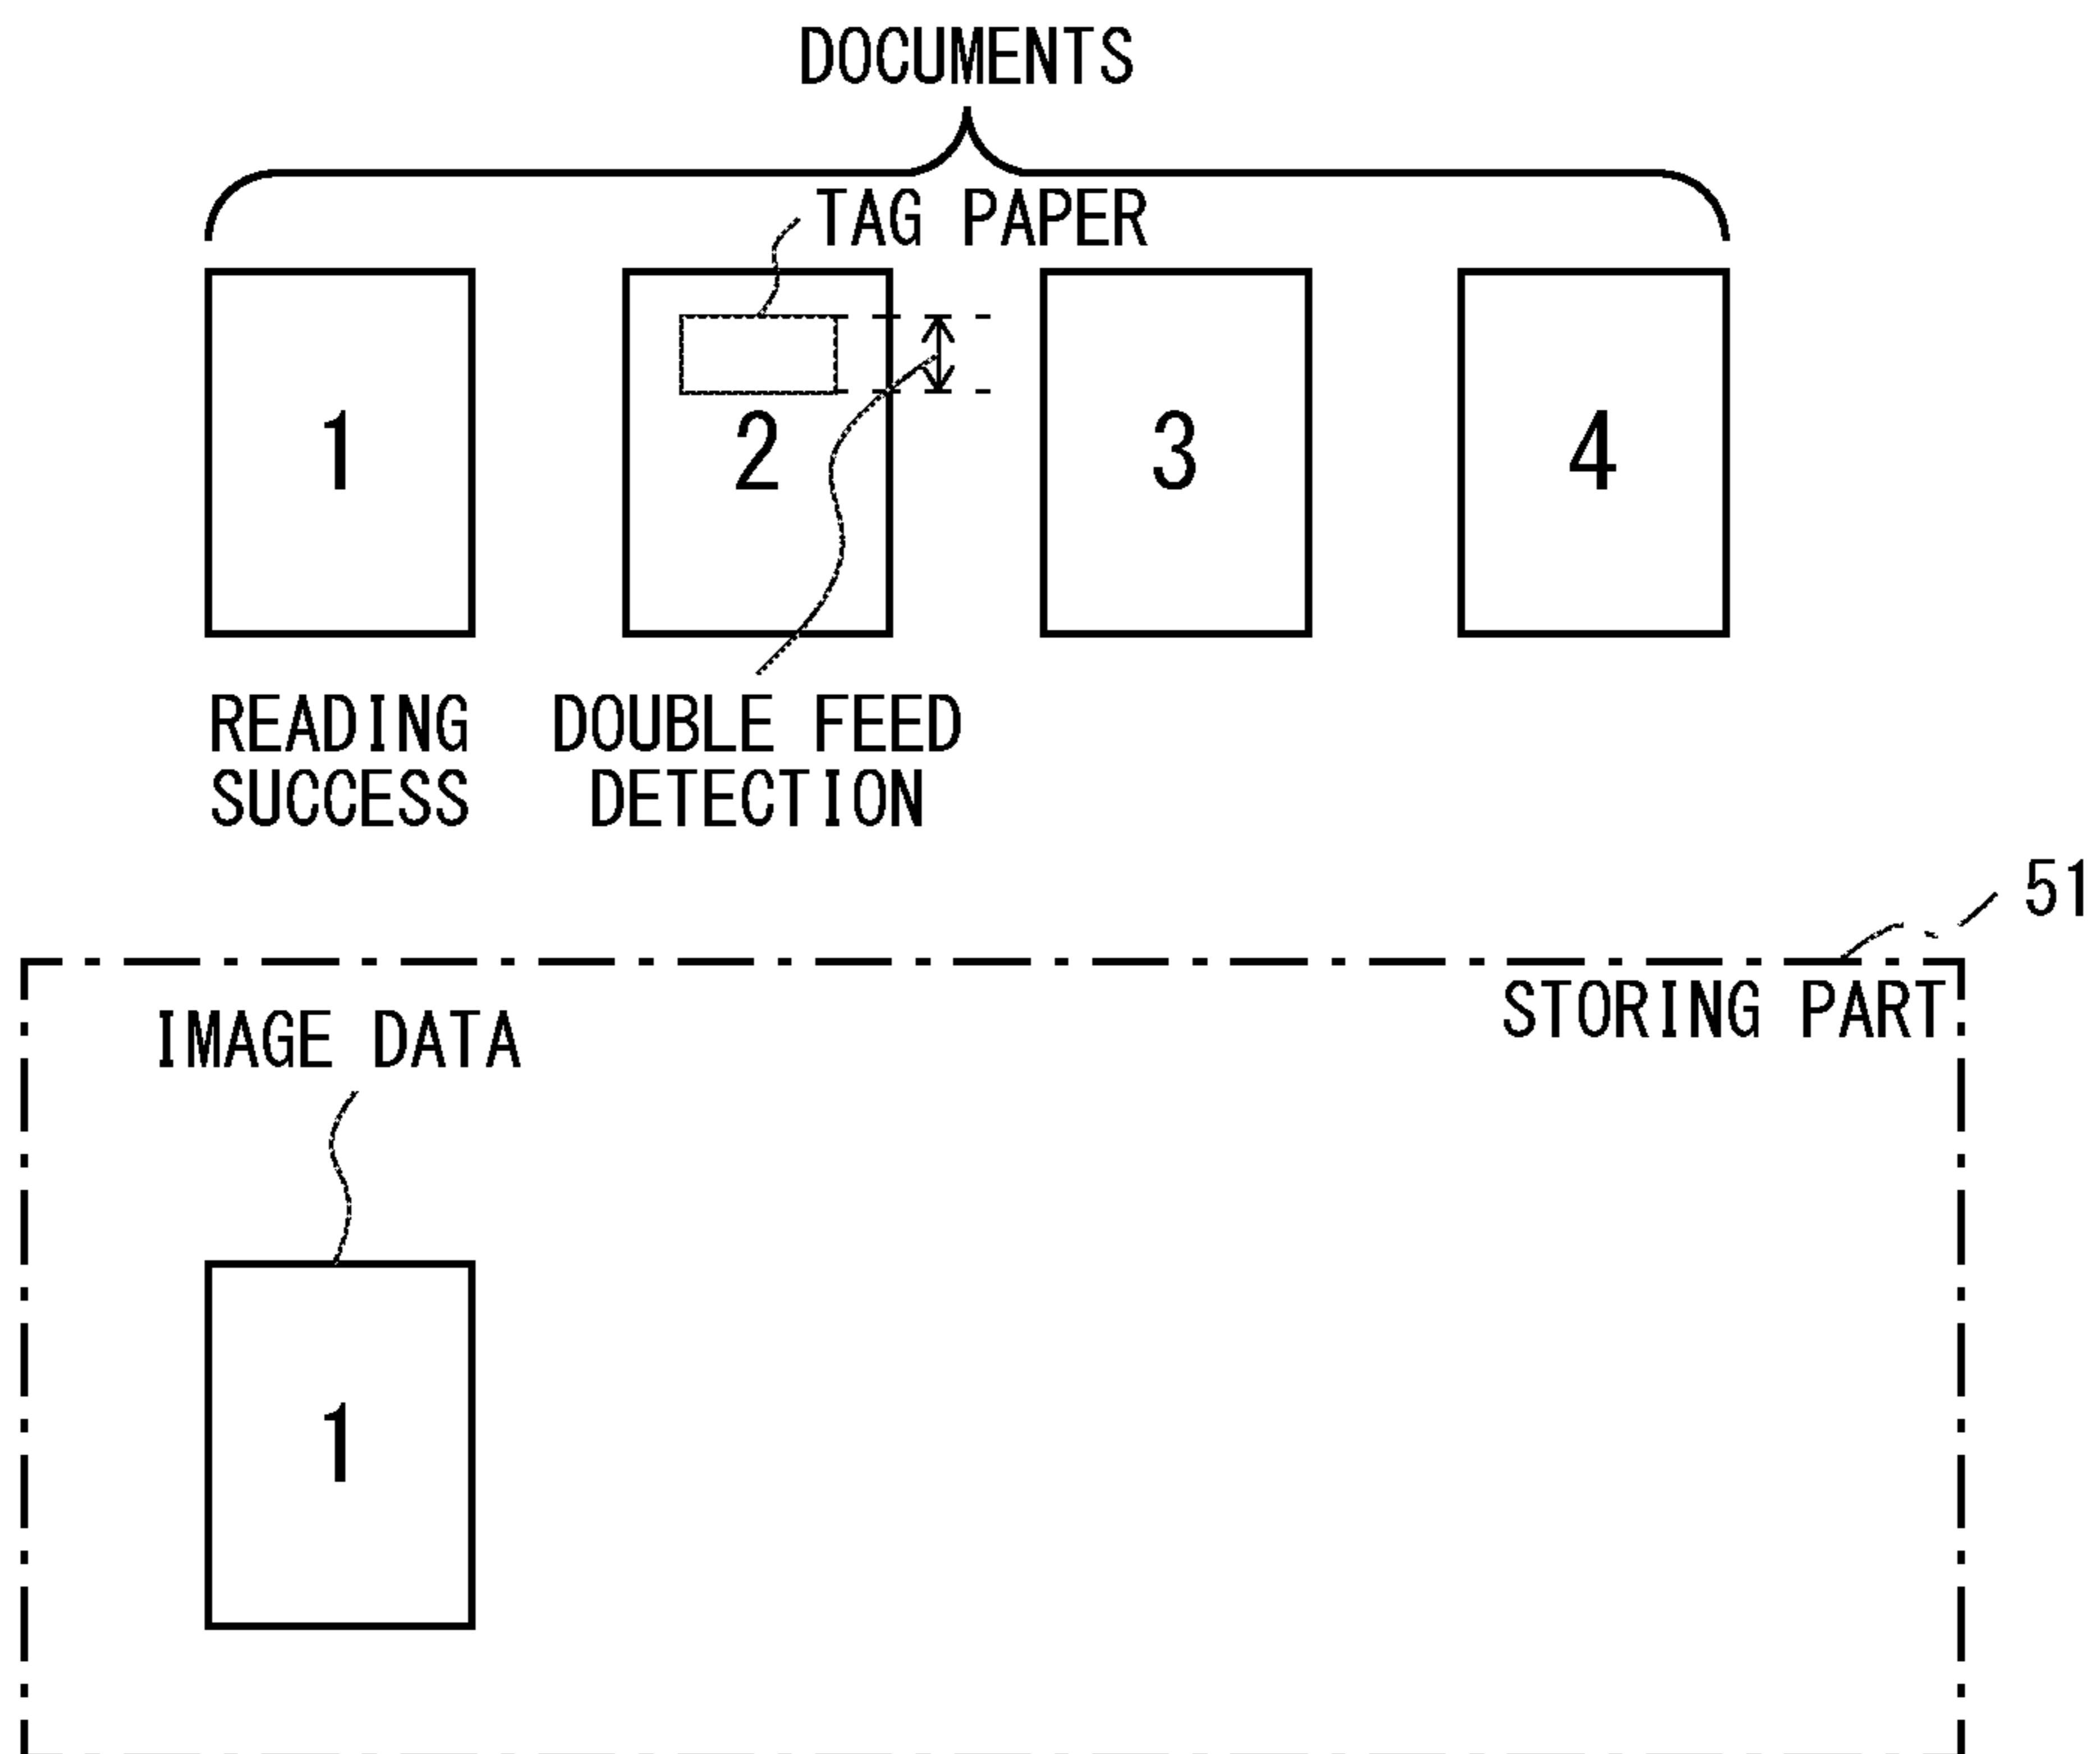 DOCUMENTS
TAG PAPER
1
2
3
4
READING
SUCCESS
DOUBLE FEED
DETECTION
51
STORING PART
IMAGE DATA
1